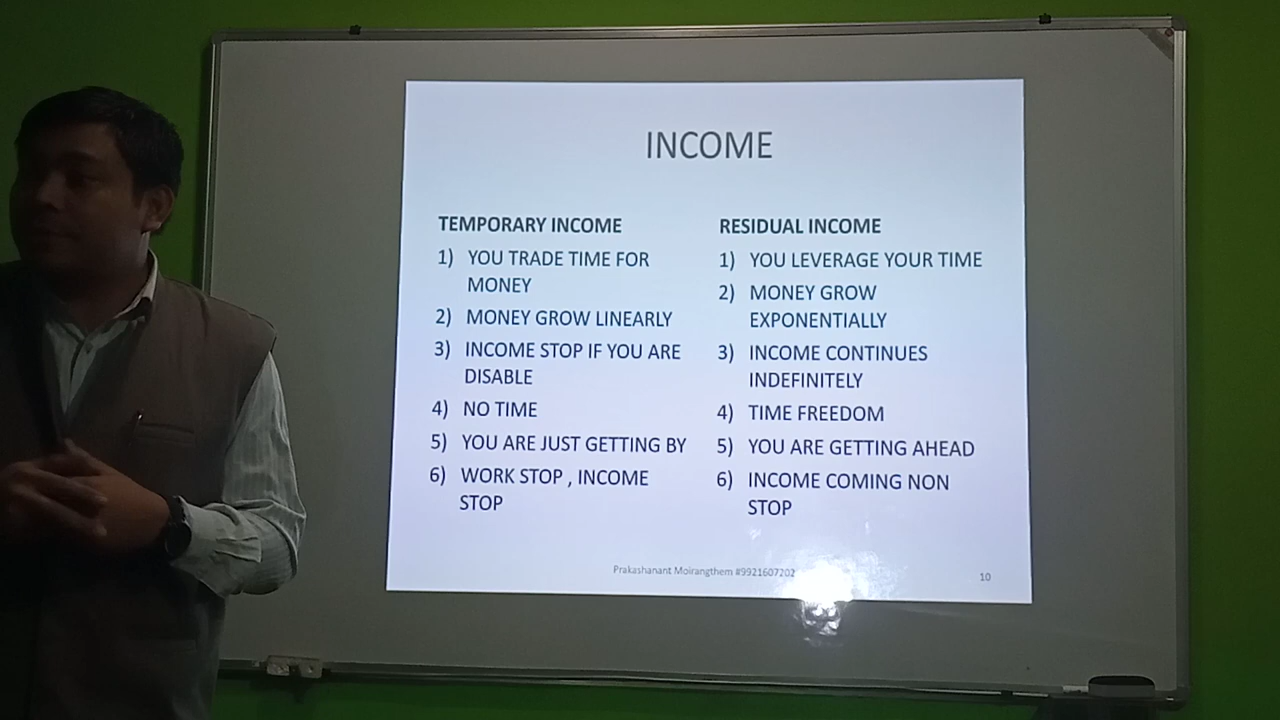 INCOME
TEMPORARY INCOME
1) YOU TRADE TIME FOR
MONEY
2) MONEY GROW LINEARLY
3) INCOME STOP IF YOU ARE
DISABLE
4) NO TIME
5) YOU ARE JUST GETTING BY
6) WORK STOP , INCOME
STOP
RESIDUAL INCOME
1) YOU LEVERAGE YOUR TIME
2) MONEY GROW
EXPONENTIALLY
3) INCOME CONTINUES
INDEFINITELY
4) TIME FREEDOM
5) YOU ARE GETTING AHEAD
6) INCOME COMING NON
STOP
Prakashanant Moirangthem #9921607202
10